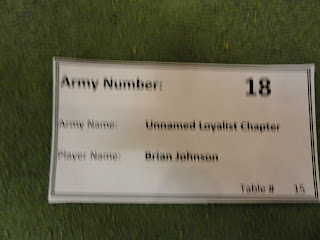 Army Number: 18
Army Name: Unnamed Loyalist Chapter
Player Name: Brian Johnson
Table # 15